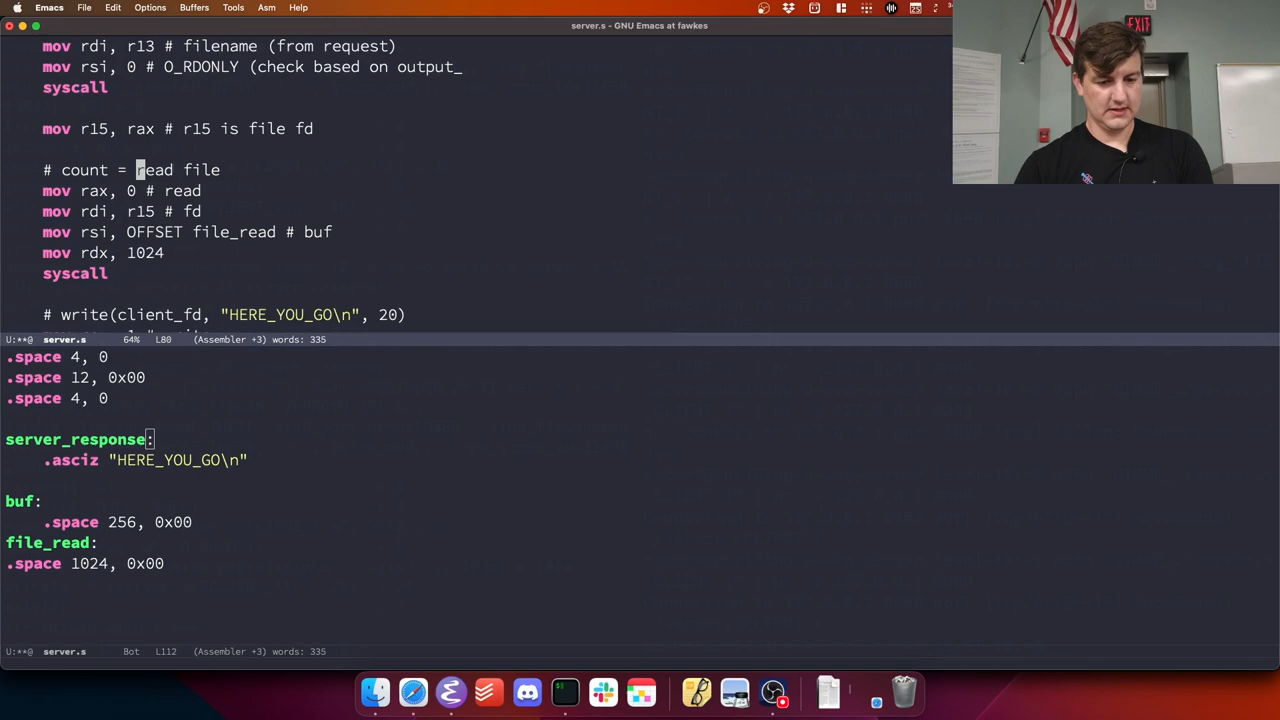 Emacs File Edit Options Buffers Tools Asm Help
server.s - GNU Emacs at fawkes
mov rdi, r13 # filename (from request)
mov rsi, 0 # O_RDONLY (check based on output_
syscall
mov r15, rax # r15 is file fd
# count = read file
mov rax, 0 # read
mov rdi, r15 # fd
mov rsi, OFFSET file_read # buf
mov rdx, 1024
syscall
# write(client_fd, "HERE_YOU_GO\n", 20)
U:**@ server.s 64% L80 (Assembler +3) words: 335
.space 4, 0
.space 12, 0x00
.space 4, 0
server_response:
.asciz "HERE_YOU_GO\n"
buf:
.space 256, 0x00
file_read:
.space 1024, 0x00
U:**@ server.s Bot L112 (Assembler +3) words: 335
EXIT